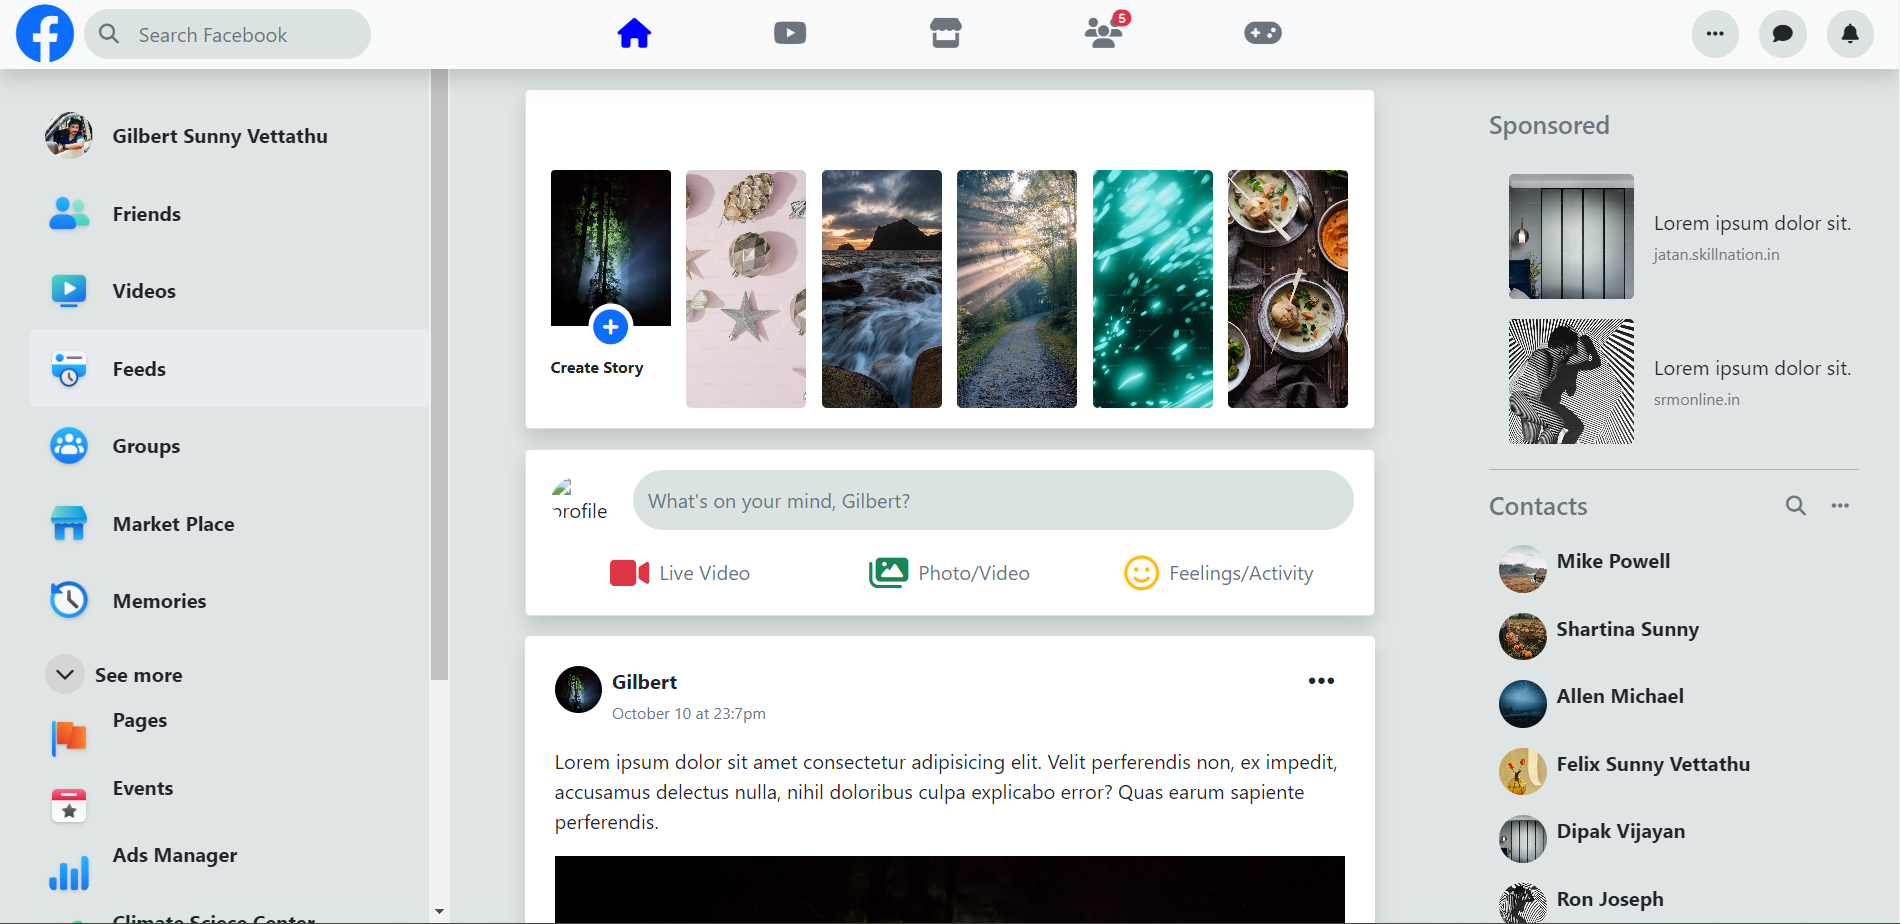 Search Facebook
5
Gilbert Sunny Vettathu
Friends
Videos
Feeds
Groups
Market Place
Memories
See more
Pages
Events
Ads Manager
Climate Sciece Center
Create Story
profile
What's on your mind, Gilbert?
Live Video
Photo/Video
Feelings/Activity
Gilbert
October 10 at 23:7pm
Lorem ipsum dolor sit amet consectetur adipisicing elit. Velit perferendis non, ex impedit,
accusamus delectus nulla, nihil doloribus culpa explicabo error? Quas earum sapiente
perferendis.
Sponsored
Lorem ipsum dolor sit.
jatan.skillnation.in
Lorem ipsum dolor sit.
srmonline.in
Contacts
Mike Powell
Shartina Sunny
Allen Michael
Felix Sunny Vettathu
Dipak Vijayan
Ron Joseph